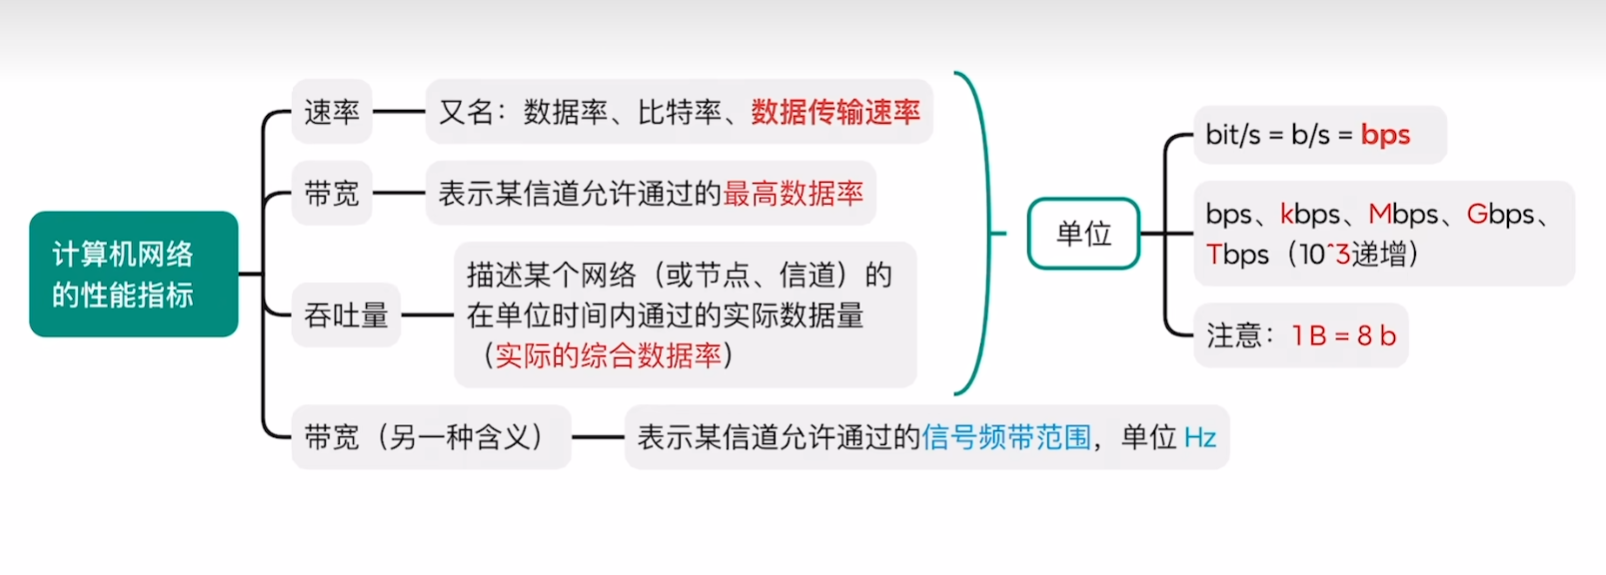 计算机网络
的性能指标
速率
又名：数据率、比特率、数据传输速率
带宽
表示某信道允许通过的最高数据率
吞吐量
描述某个网络（或节点、信道）的
在单位时间内通过的实际数据量
（实际的综合数据率）
带宽（另一种含义）
表示某信道允许通过的信号频带范围，单位 Hz
单位
bit/s = b/s = bps
bps、kbps、Mbps、Gbps、
Tbps（10^3递增）
注意：1 B = 8 b